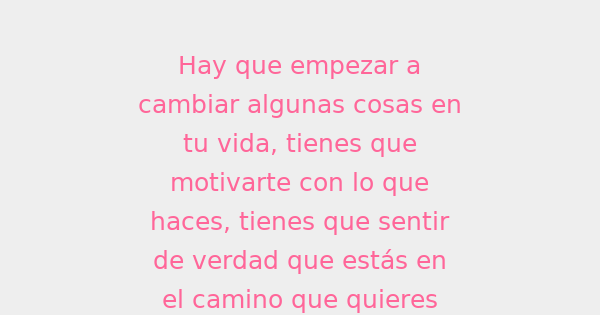 Hay que empezar a
cambiar algunas cosas en
tu vida, tienes que
motivarte con lo que
haces, tienes que sentir
de verdad que estás en
el camino que quieres